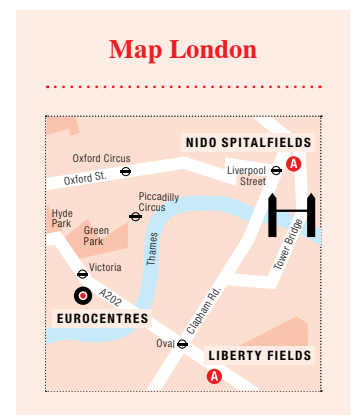 Map London
NIDO SPITALFIELDS
Oxford Circus
Liverpool
Street
A
Oxford St.
Piccadilly
Circus
Hyde
Park
Green
Park
Thames
Tower Bridge
Victoria
A202
EUROCENTRES
Clapham Rd.
Oval
LIBERTY FIELDS
A